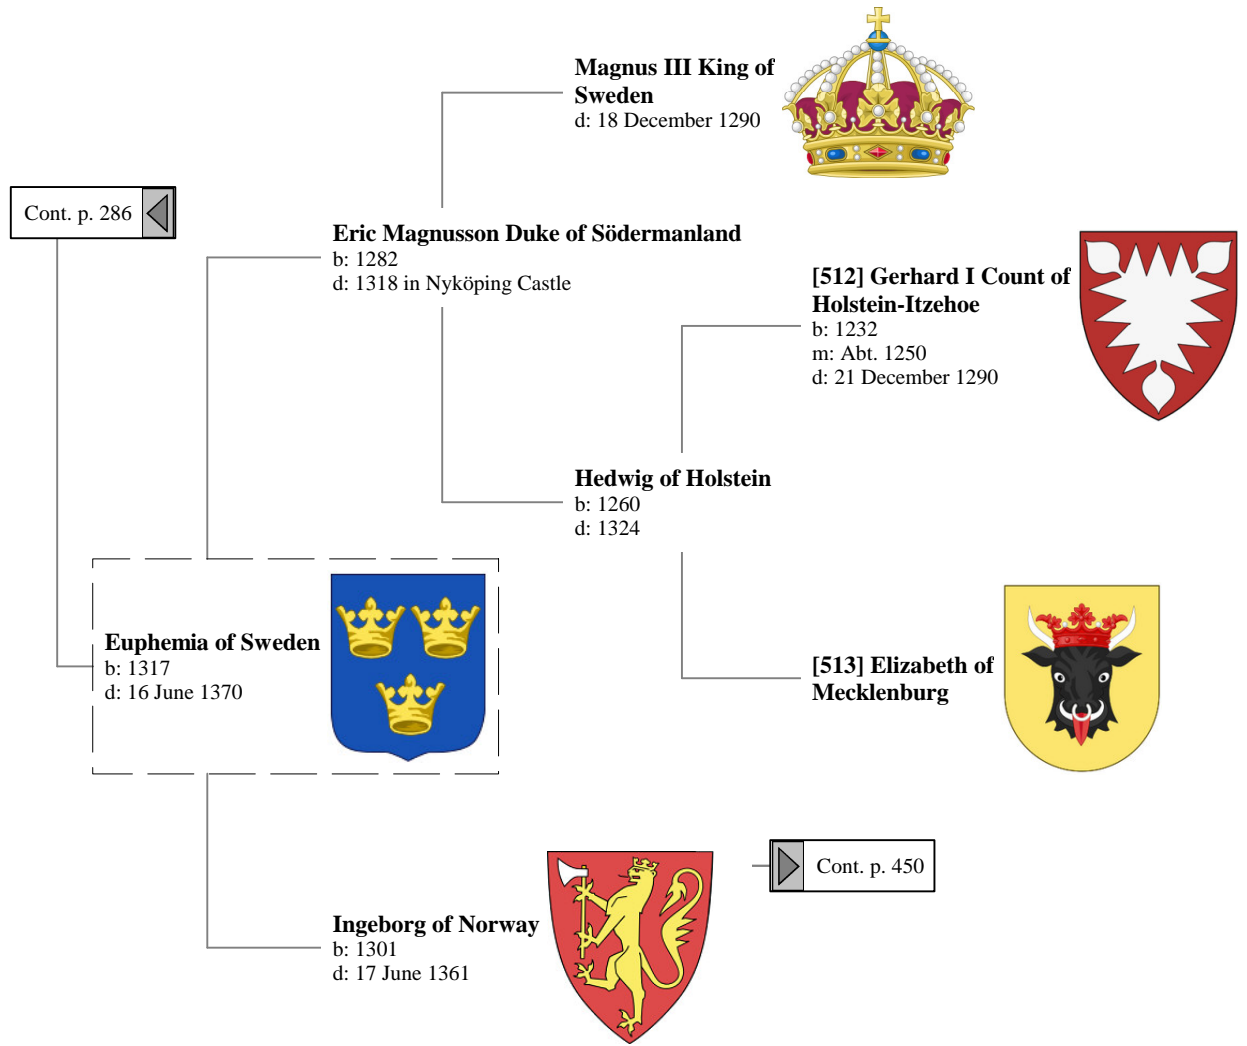 Magnus III King of
Sweden
d: 18 December 1290
Cont. p. 286
Eric Magnusson Duke of Södermanland
b: 1282
d: 1318 in Nyköping Castle
[512] Gerhard I Count of
Holstein-Itzehoe
b: 1232
m: Abt. 1250
d: 21 December 1290
Hedwig of Holstein
b: 1260
d: 1324
Euphemia of Sweden
b: 1317
d: 16 June 1370
[513] Elizabeth of
Mecklenburg
Cont. p. 450
Ingeborg of Norway
b: 1301
d: 17 June 1361